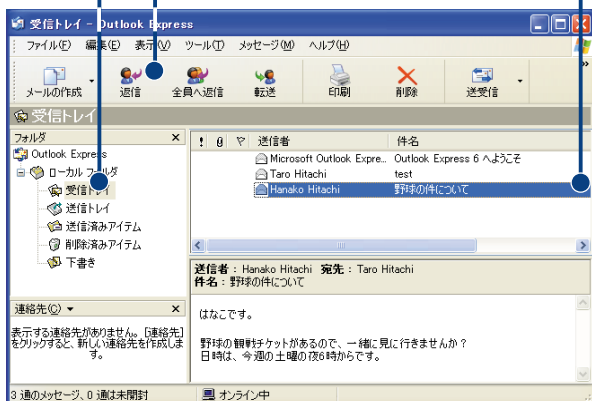 受信トレイ - Outlook Express
ファイル(F) 編集(E) 表示(V) ツール(T) メッセージ(M) ヘルプ(H)
メールの作成 返信 全員へ返信 転送 印刷 削除 送受信 »
受信トレイ
フォルダ ×
Outlook Express
ローカル フォルダ
受信トレイ
送信トレイ
送信済みアイテム
削除済みアイテム
下書き
連絡先(C) ▼ ×
表示する連絡先がありません。[連絡先]
をクリックすると、新しい連絡先を作成しま
す。
! 送信者 件名
Microsoft Outlook Expre... Outlook Express 6 へようこそ
Taro Hitachi test
Hanako Hitachi 野球の件について
送信者: Hanako Hitachi 宛先: Taro Hitachi
件名: 野球の件について
はなこです。
野球の観戦チケットがあるので、一緒に見に行きませんか?
日時は、今週の土曜の夜6時からです。
3 通のメッセージ、0 通は未開封 オンライン中